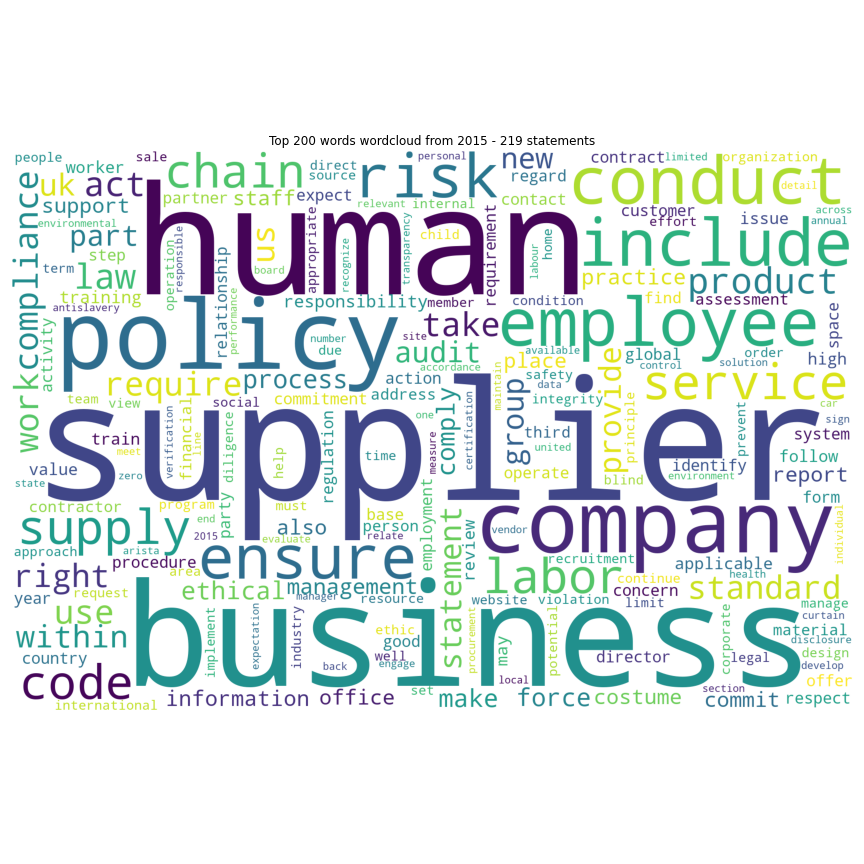 Top 200 words wordcloud from 2015 - 219 statements
people
sale
personal
contract
limited
organization
worker
chain
direct
source
risk
new
regard
conduct
detail
uk
act
partner
staff
expect
relevant
internal
contact
customer
effort
issue
across
annual
support
environmental
part
human
us
appropriate
recognize
transparency
child
requirement
labour
home
include
step
term
law
operation
responsible
relationship
board
practice
product
compliance
training
antislavery
activity
performance
responsibility
member
condition
find
assessment
space
policy
number
due
site
take
employee
audit
accordance
available
place
global
control
order
solution
high
work
team
view
require
process
social
commitment
action
address
group
maintain
safety
data
integrity
provide
principle
service
car
sign
train
meet
verification
financial
line
supplier
one
united
measure
comply
certification
third
prevent
system
value
state
zero
diligence
party
help
regulation
time
operate
identify
blind
environment
follow
report
contractor
program
must
base
form
individual
supply
end
2015
evaluate
also
person
relate
employment
statement
review
vendor
company
approach
arista
procedure
ensure
recruitment
applicable
right
area
labor
continue
health
concern
standard
year
request
ethical
management
manager
resource
website
violation
limit
manage
use
implement
expectation
industry
business
ethic
good
procurement
may
potential
corporate
curtain
material
disclosure
within
country
back
well
engage
director
legal
design
develop
code
local
section
offer
international
information
office
set
make
force
costume
commit
respect